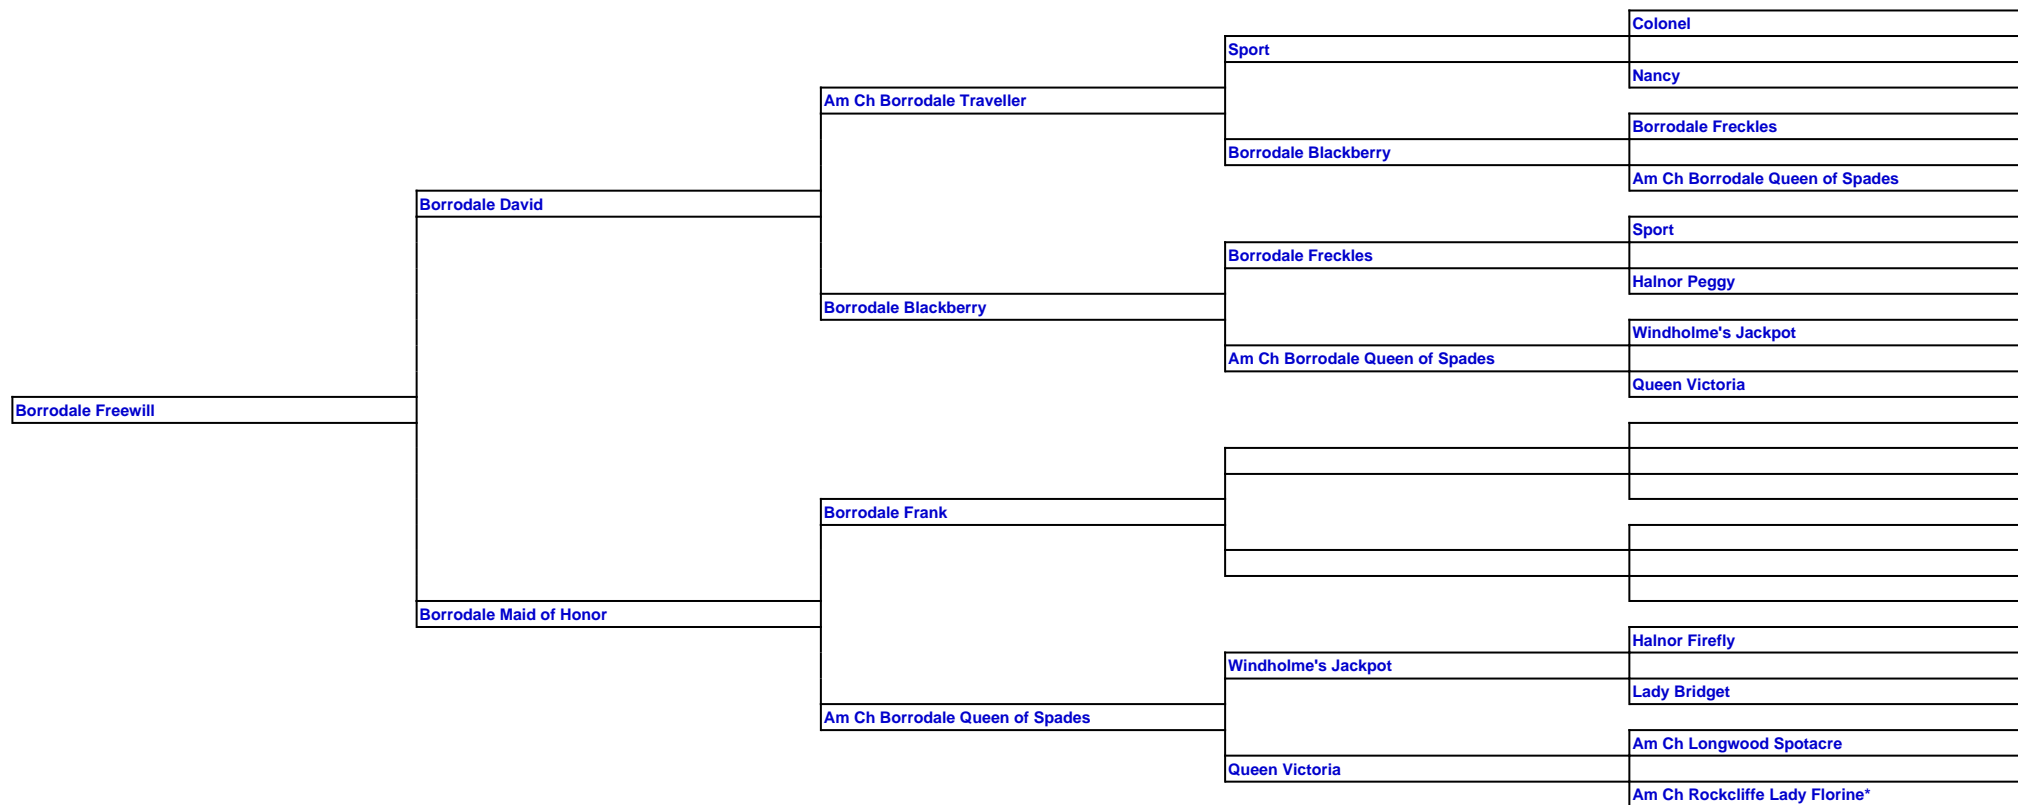 Colonel
Sport
Nancy
Am Ch Borrodale Traveller
Borrodale Freckles
Borrodale Blackberry
Am Ch Borrodale Queen of Spades
Borrodale David
Sport
Borrodale Freckles
Halnor Peggy
Borrodale Blackberry
Windholme's Jackpot
Am Ch Borrodale Queen of Spades
Queen Victoria
Borrodale Freewill
Borrodale Frank
Borrodale Maid of Honor
Halnor Firefly
Windholme's Jackpot
Lady Bridget
Am Ch Borrodale Queen of Spades
Am Ch Longwood Spotacre
Queen Victoria
Am Ch Rockcliffe Lady Florine*